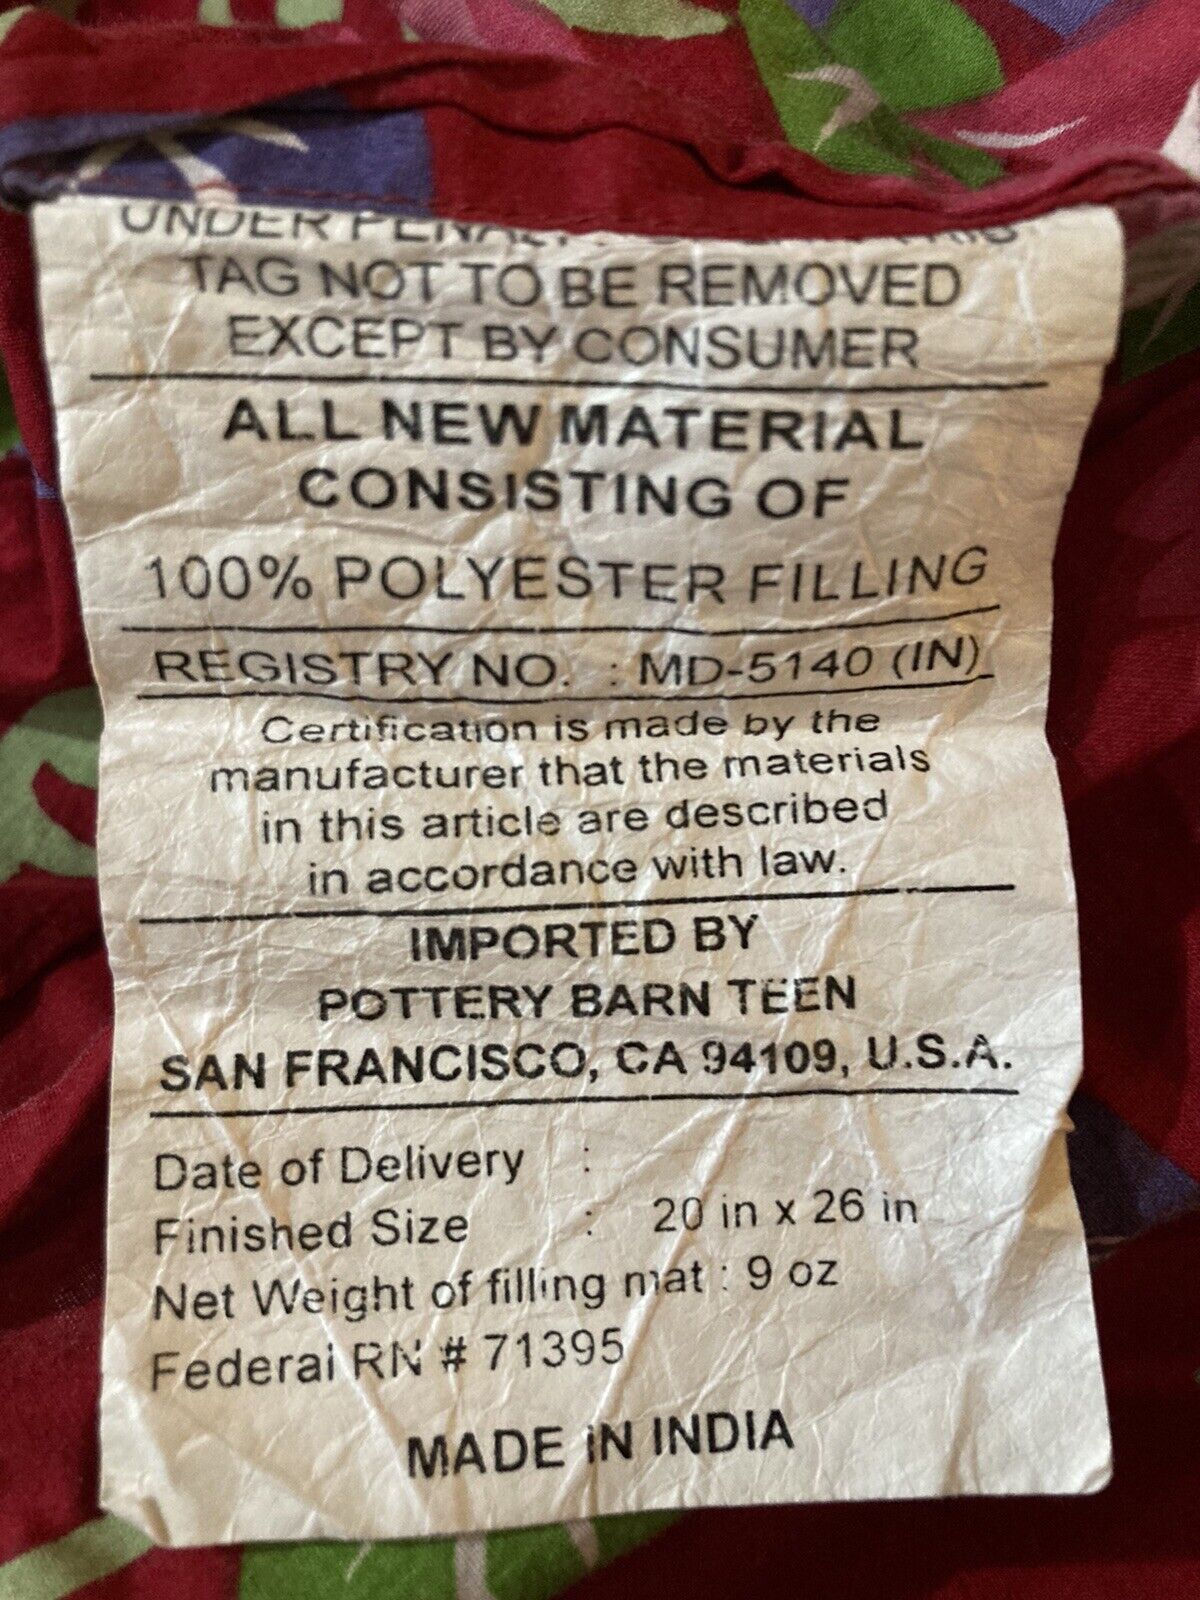 UNDER PENALTY THIS
TAG NOT TO BE REMOVED
EXCEPT BY CONSUMER
ALL NEW MATERIAL
CONSISTING OF
100% POLYESTER FILLING
REGISTRY NO. : MD-5140 (IN)
Certification is made by the
manufacturer that the materials
in this article are described
in accordance with law.
IMPORTED BY
POTTERY BARN TEEN
SAN FRANCISCO, CA 94109, U.S.A.
Date of Delivery :
Finished Size : 20 in x 26 in
Net Weight of filling mat : 9 oz
Federal RN # 71395
MADE IN INDIA